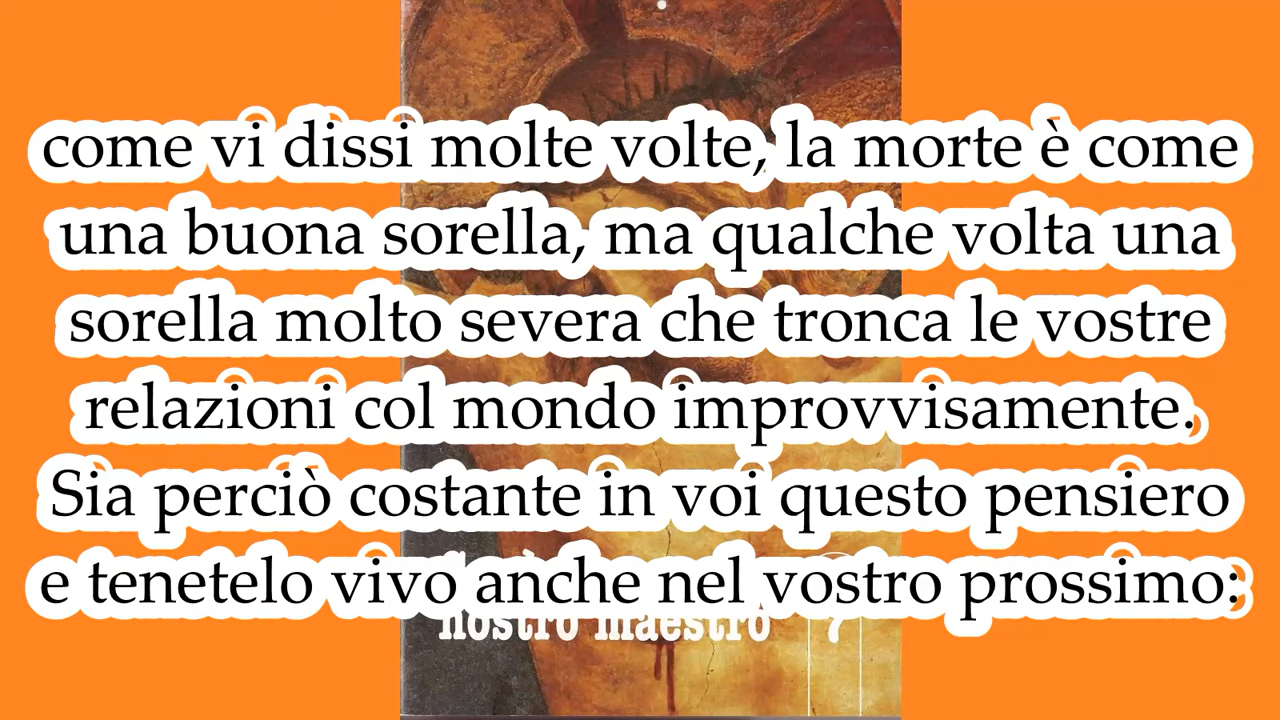 come vi dissi molte volte, la morte è come
una buona sorella, ma qualche volta una
sorella molto severa che tronca le vostre
relazioni col mondo improvvisamente.
Sia perciò costante in voi questo pensiero
e tenetelo vivo anche nel vostro prossimo:
nostro maestro 7